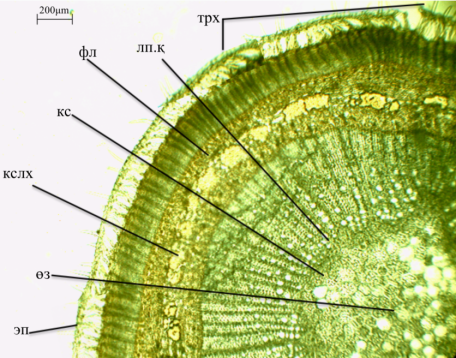 200µm
трх
фл
лп.қ
кс
кслх
өз
эп